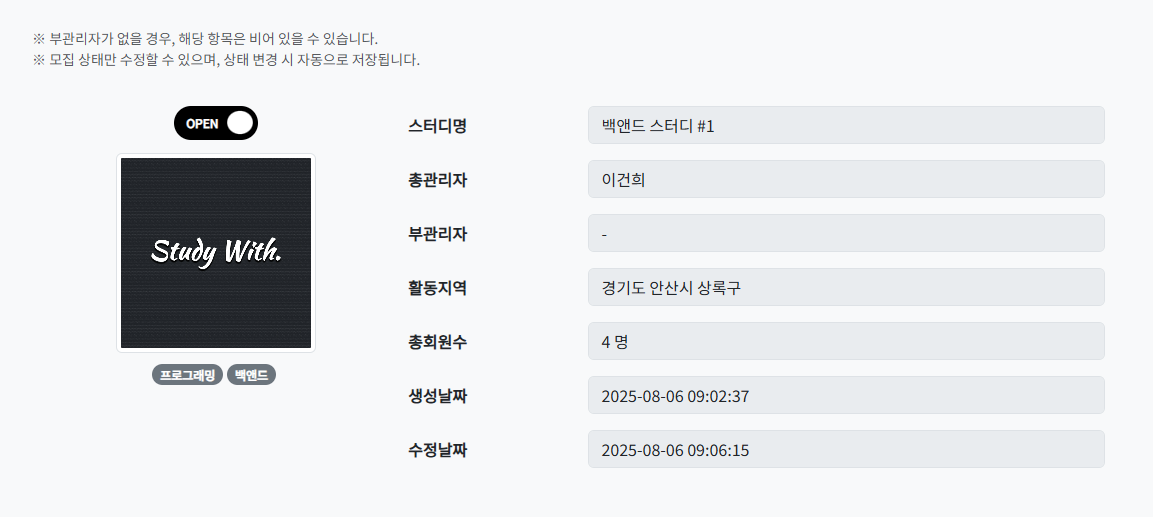 ※ 부관리자가 없을 경우, 해당 항목은 비어 있을 수 있습니다.
※ 모집 상태만 수정할 수 있으며, 상태 변경 시 자동으로 저장됩니다.
OPEN
Study With.
프로그래밍 백엔드
스터디명 백앤드 스터디 #1
총관리자 이건희
부관리자 -
활동지역 경기도 안산시 상록구
총회원수 4 명
생성날짜 2025-08-06 09:02:37
수정날짜 2025-08-06 09:06:15